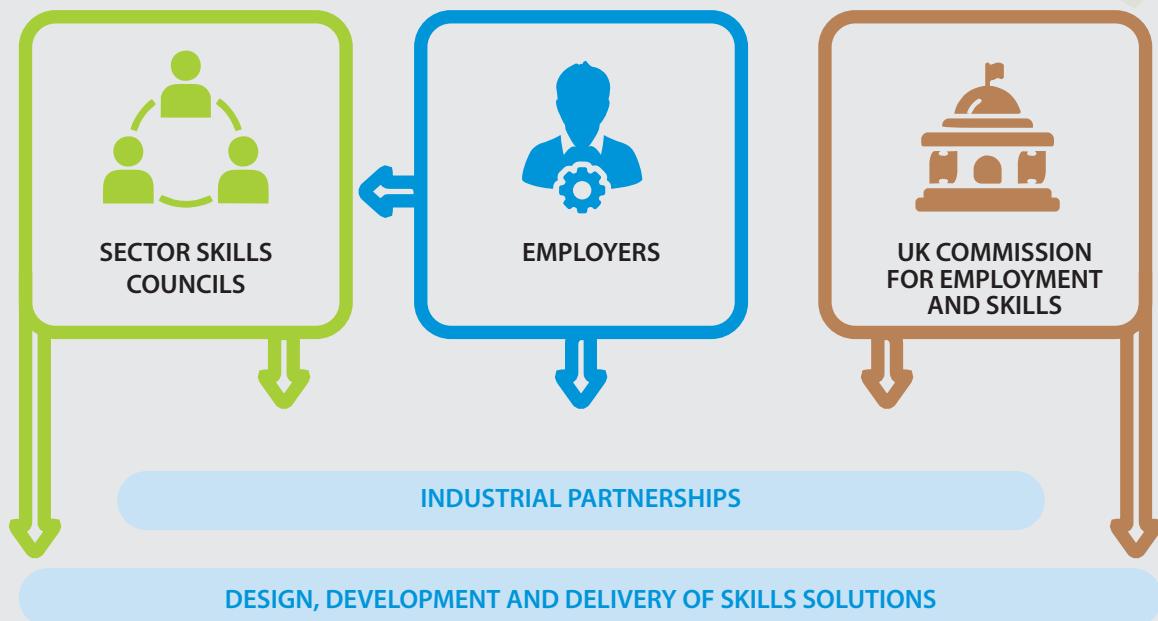 SECTOR SKILLS
COUNCILS
EMPLOYERS
UK COMMISSION
FOR EMPLOYMENT
AND SKILLS
INDUSTRIAL PARTNERSHIPS
DESIGN, DEVELOPMENT AND DELIVERY OF SKILLS SOLUTIONS